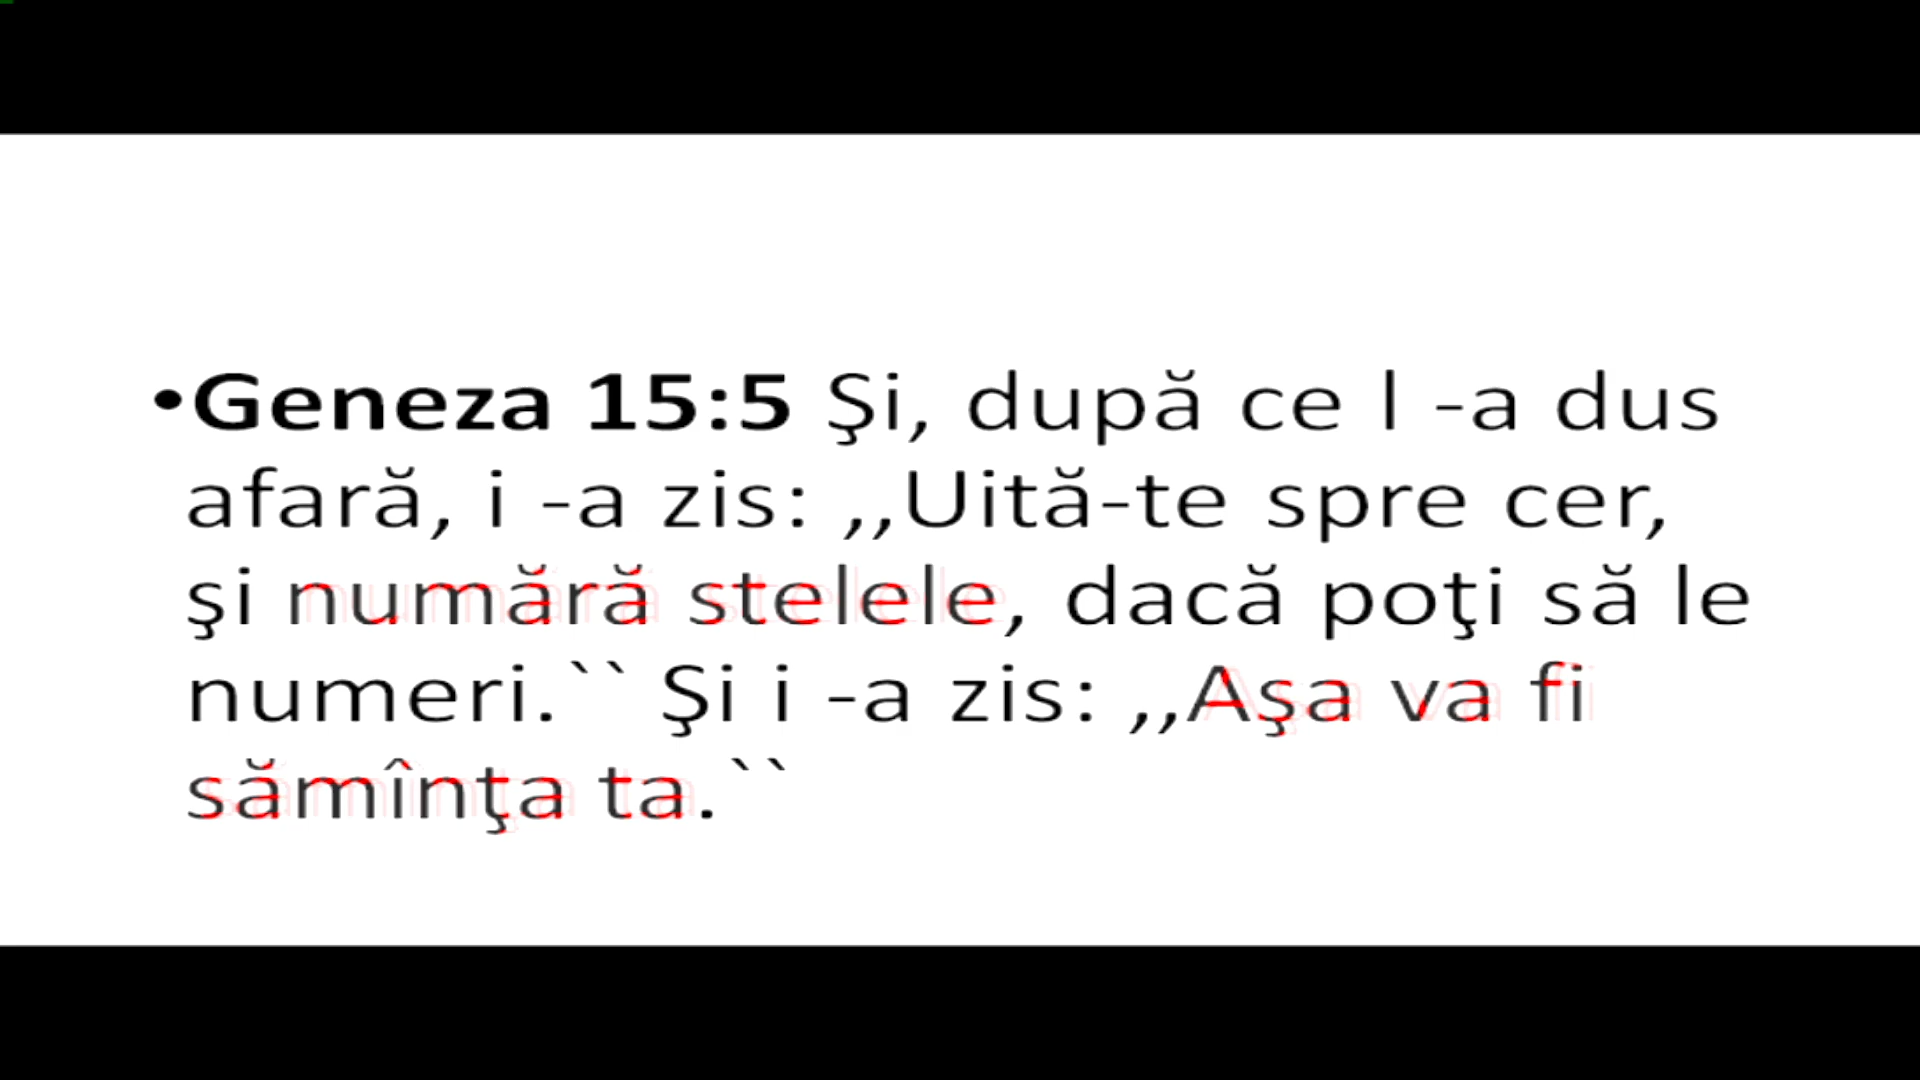 •Geneza 15:5 Şi, după ce l -a dus
afară, i -a zis: ,,Uită-te spre cer,
şi numără stelele, dacă poţi să le
numeri.`` Şi i -a zis: ,,Aşa va fi
sămînţa ta.``